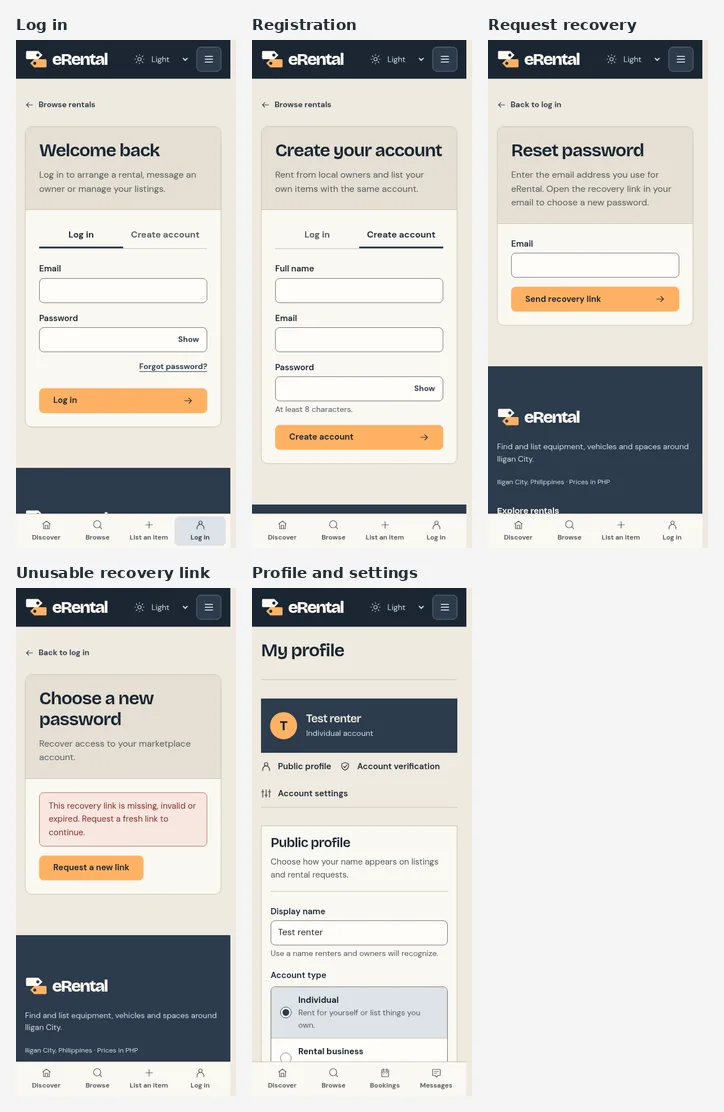 Log in
eRental
Light
Browse rentals
Welcome back
Log in to arrange a rental, message an
owner or manage your listings.
Log in
Create account
Email
Password
Show
Forgot password?
Log in
Discover
Browse
List an item
Log in
Registration
eRental
Light
Browse rentals
Create your account
Rent from local owners and list your
own items with the same account.
Log in
Create account
Full name
Email
Password
Show
At least 8 characters.
Create account
Discover
Browse
List an item
Log in
Request recovery
eRental
Light
Back to log in
Reset password
Enter the email address you use for
eRental. Open the recovery link in your
email to choose a new password.
Email
Send recovery link
eRental
Find and list equipment, vehicles and spaces around
Iligan City.
Iligan City, Philippines · Prices in PHP
Explore rentals
Discover
Browse
List an item
Log in
Unusable recovery link
eRental
Light
Back to log in
Choose a new
password
Recover access to your marketplace
account.
This recovery link is missing, invalid or
expired. Request a fresh link to
continue.
Request a new link
eRental
Find and list equipment, vehicles and spaces around
Iligan City.
Iligan City, Philippines · Prices in PHP
Discover
Browse
List an item
Log in
Profile and settings
eRental
Light
My profile
T
Test renter
Individual account
Public profile
Account verification
Account settings
Public profile
Choose how your name appears on listings
and rental requests.
Display name
Test renter
Use a name renters and owners will recognize.
Account type
Individual
Rent for yourself or list things you
own.
Rental business
Discover
Browse
Bookings
Messages